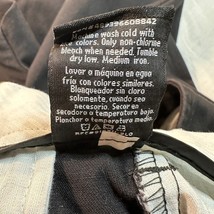 Machine wash cold with
like colors. Only non-chlorine
bleach when needed. Tumble
dry low. Medium iron.
Lavar a máquina en agua
fría con colores similares.
Blanqueador sin cloro
solamente, cuando sea
necesario. Secar en
secadora a temperatura
baja. Planchar a
temperatura media.